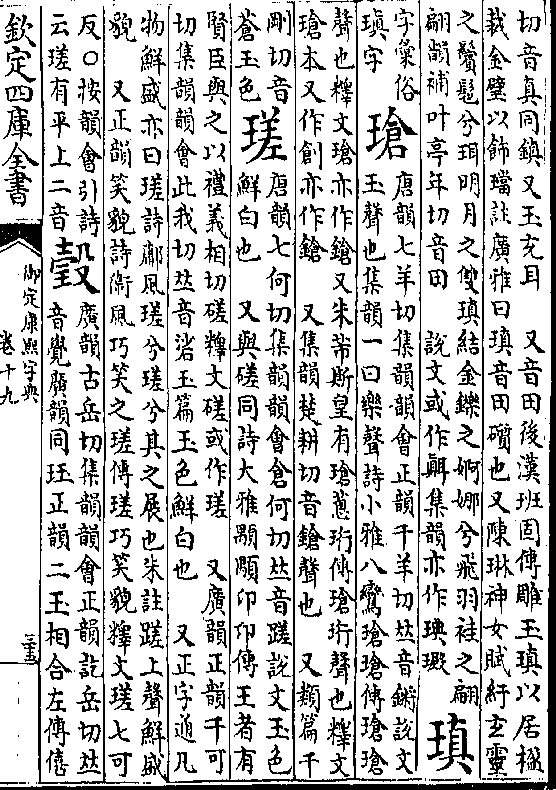 切音真同鎮又玉充耳　又音田後漢班固傳雕玉瑱以居楹
裁金璧以飾璫註廣雅曰瑱音田礩也又陳琳神女賦紆玄靈
之鬢髢兮珥明月之雙瑱結金鑠之婀娜兮飛羽袿之翩
翩韻補叶亭年切音田　說文或作𦖭集韻亦作㻅瑖　瑱
字彙俗
瑱字　瑲　唐韻七羊切集韻韻會正韻千羊切𠀤音鏘說文
玉聲也集韻一曰樂聲詩小雅八鸞瑲瑲傳瑲瑲
聲也釋文瑲亦作鎗又朱芾斯皇有瑲蔥珩傳瑲珩聲也釋文
瑲本又作創亦作鎗　又集韻楚耕切音鎗聲也　又類篇千
剛切音
蒼玉色　瑳　唐韻七何切集韻韻會倉何切𠀤音蹉說文玉色
鮮白也　又與磋同詩大雅顒顒卬卬傳王者有
賢臣與之以禮義相切磋釋文磋或作瑳　又廣韻正韻千可
切集韻韻會此我切𠀤音㳗玉篇玉色鮮白也　又正字通凡
物鮮盛亦曰瑳詩鄘風瑳兮瑳兮其之展也朱註蹉上聲鮮盛
貌　又正韻笑貌詩衞風巧笑之瑳傳瑳巧笑貌釋文瑳七可
反○按韻會引詩
云瑳有平上二音　瑴　廣韻古岳切集韻韻會正韻訖岳切𠀤
音覺廣韻同玨正韻二玉相合左傳僖
欽定四庫全書
御定康熙字典
卷十九